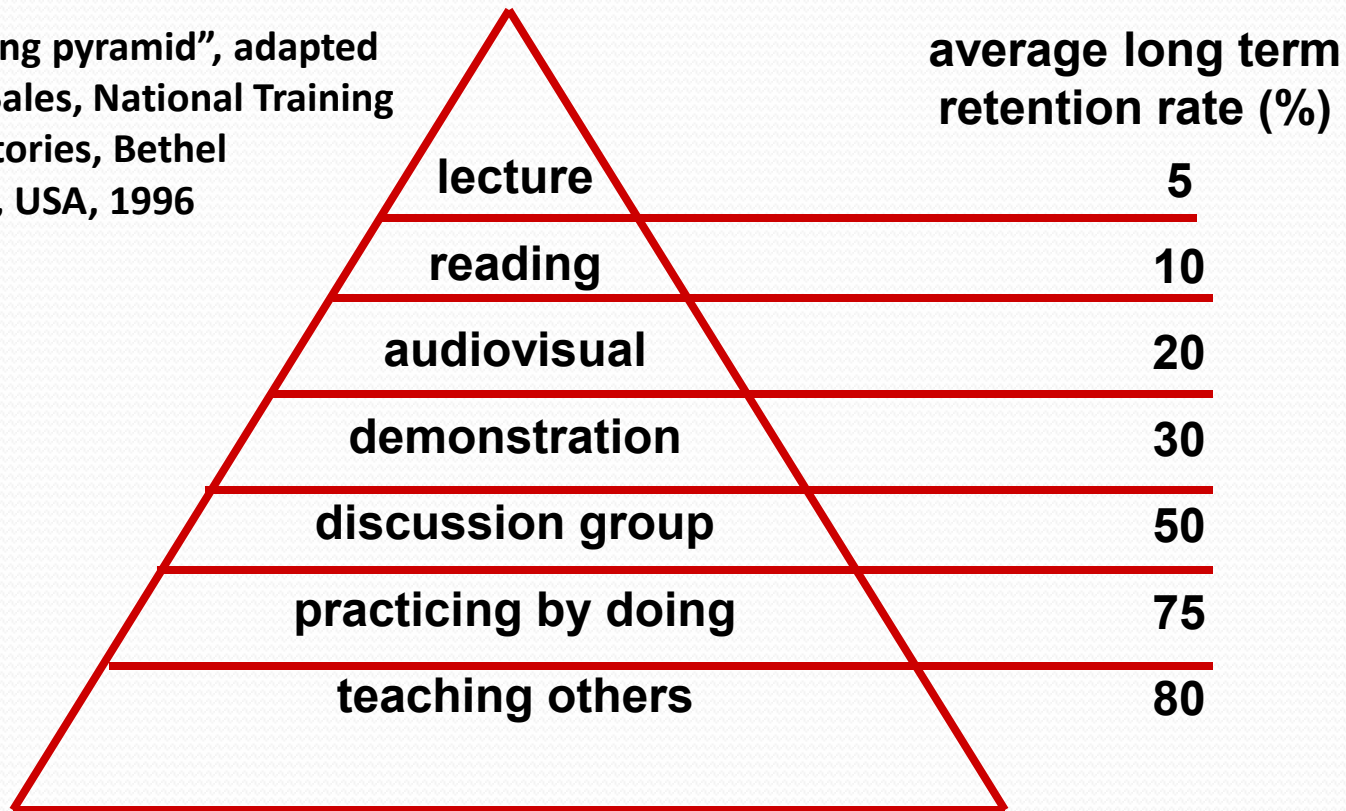 ng pyramid”, adapted
Sales, National Training
tories, Bethel
, USA, 1996
average long term
retention rate (%)
lecture 5
reading 10
audiovisual 20
demonstration 30
discussion group 50
practicing by doing 75
teaching others 80